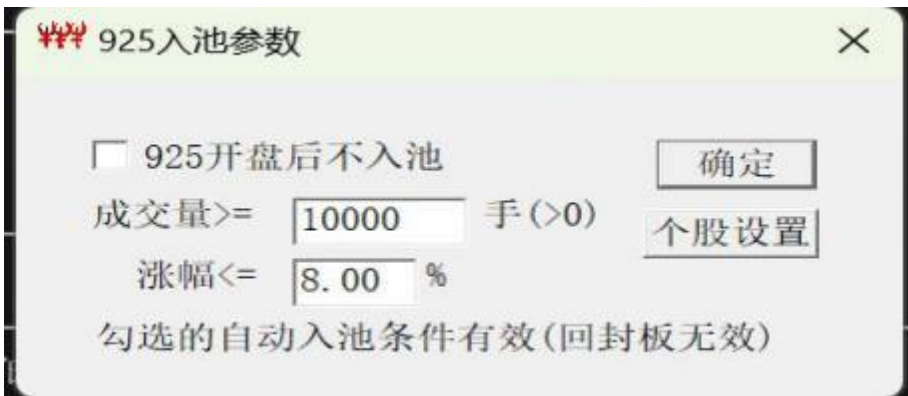 925入池参数
925开盘后不入池
确定
成交量>= 10000 手(>0)
个股设置
涨幅<= 8.00 %
勾选的自动入池条件有效(回封板无效)